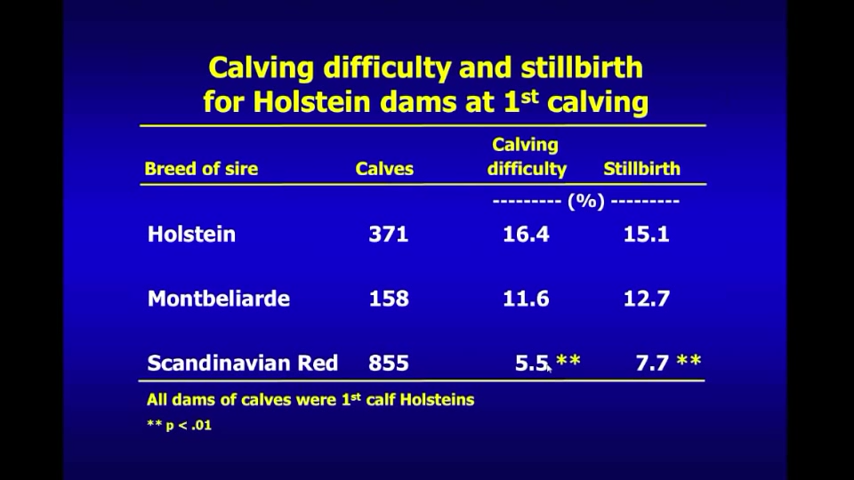 Calving difficulty and stillbirth
for Holstein dams at 1st calving
Calving
Breed of sire Calves difficulty Stillbirth
--------- (%) ---------
Holstein 371 16.4 15.1
Montbeliarde 158 11.6 12.7
Scandinavian Red 855 5.5 ** 7.7 **
All dams of calves were 1st calf Holsteins
** p < .01